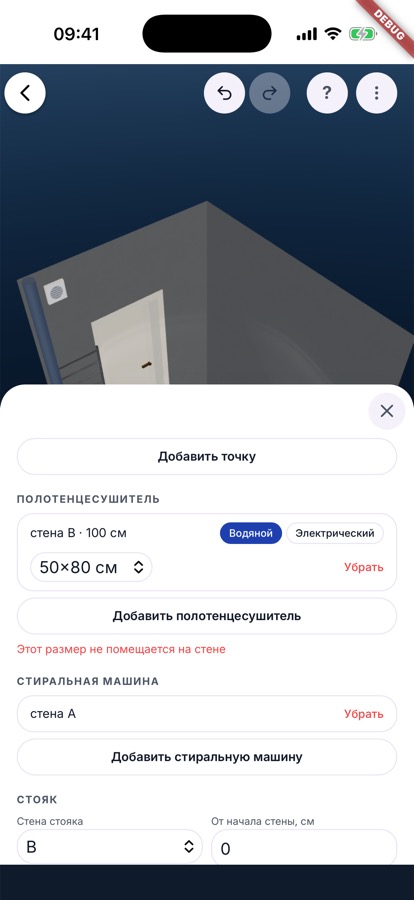 09:41
DEBUG
?
Добавить точку
ПОЛОТЕНЦЕСУШИТЕЛЬ
стена B · 100 см
Водяной
Электрический
50×80 см
Убрать
Добавить полотенцесушитель
Этот размер не помещается на стене
СТИРАЛЬНАЯ МАШИНА
стена A
Убрать
Добавить стиральную машину
СТОЯК
Стена стояка
От начала стены, см
B
0